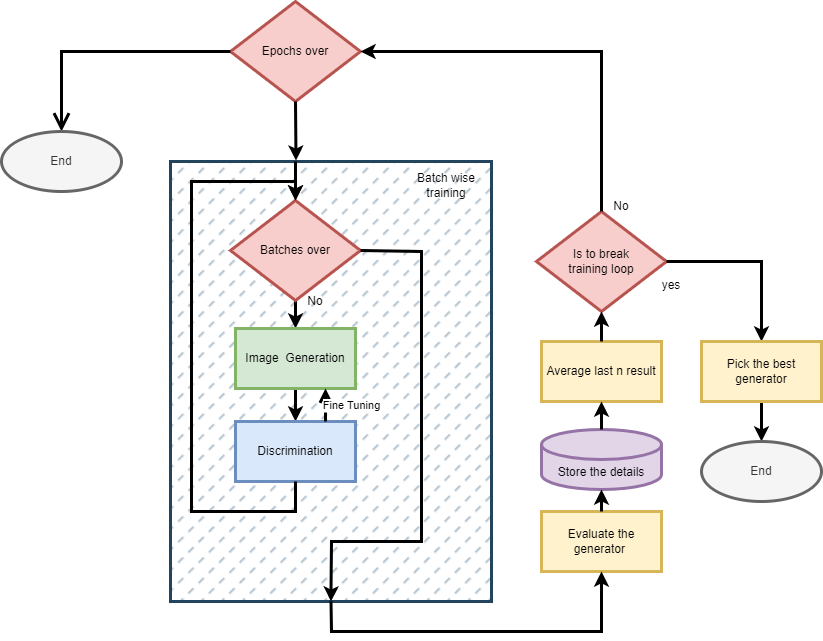 Epochs over
End
Batch wise
training
Batches over
No
Image  Generation
Fine Tuning
Discrimination
No
Is to break
training loop
yes
Average last n result
Pick the best
generator
Store the details
End
Evaluate the
generator